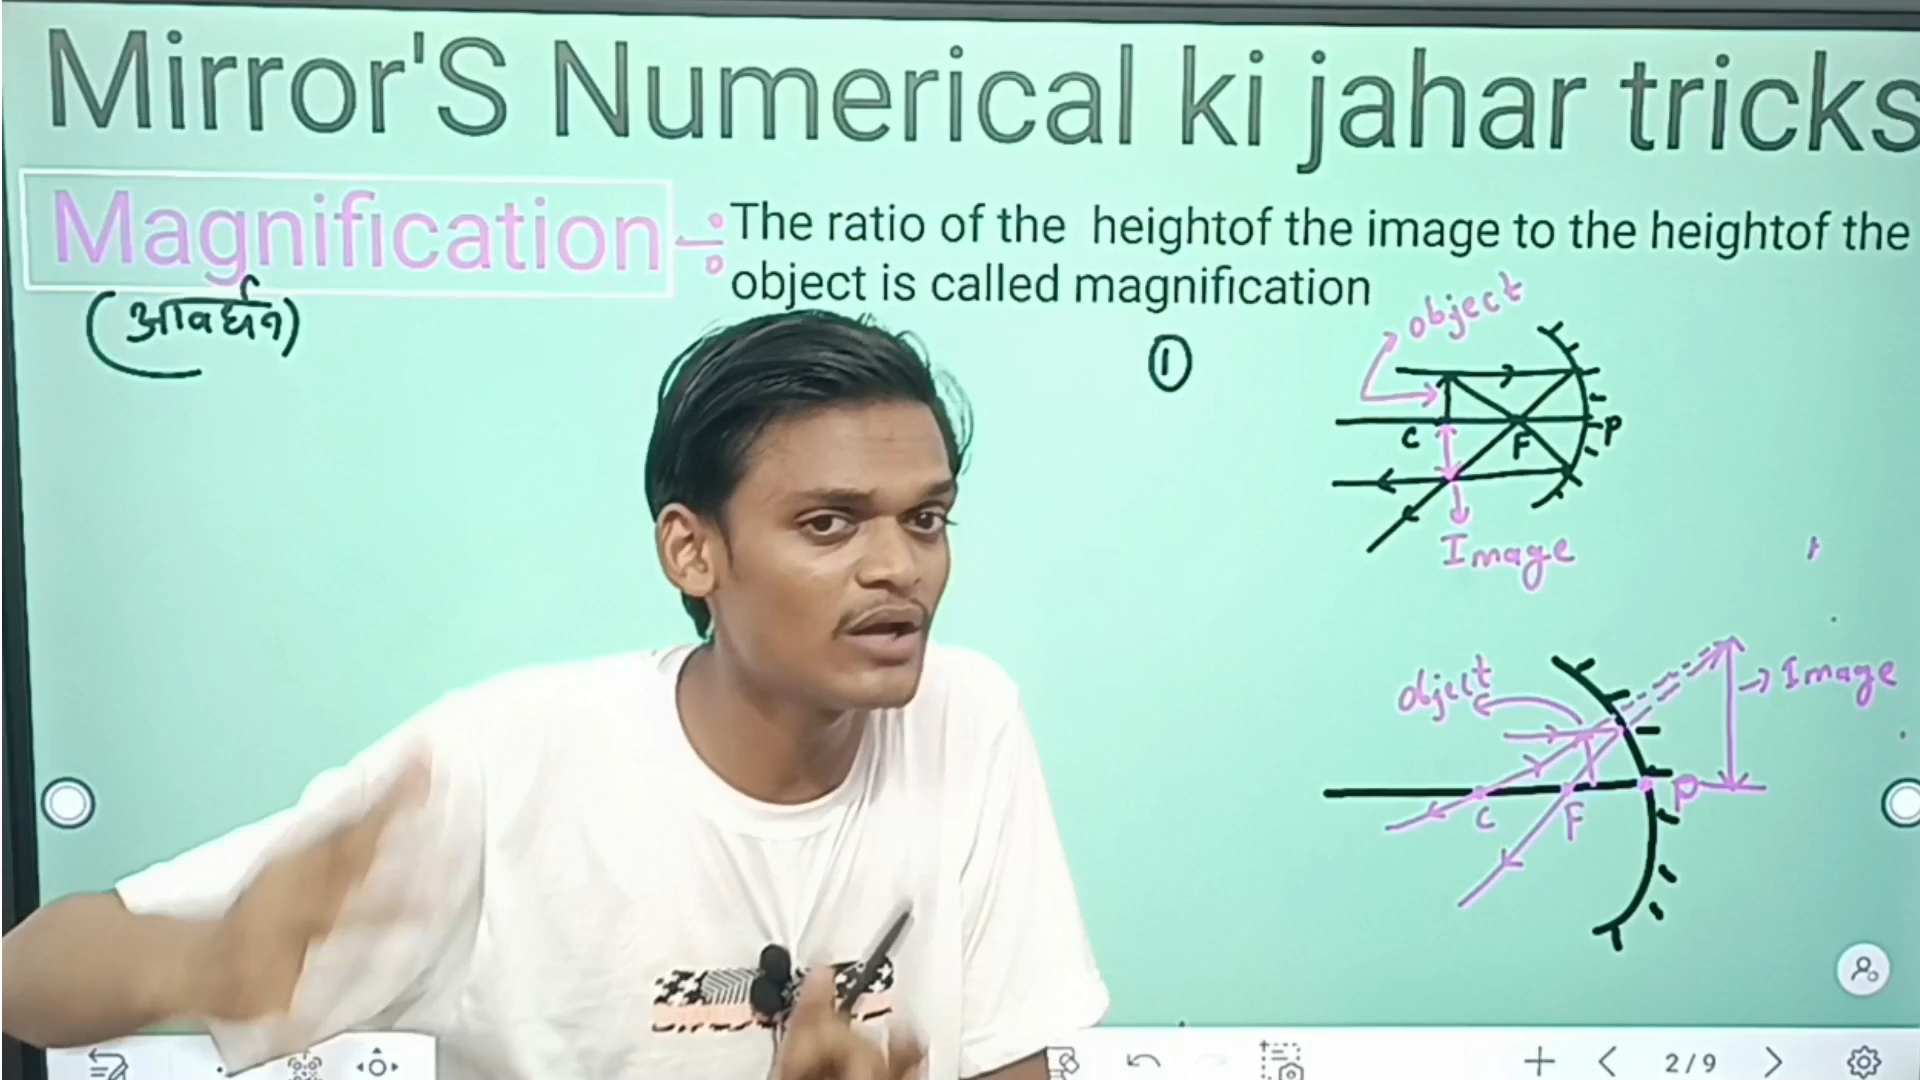 Mirror'S Numerical ki jahar tricks
Magnification
÷ The ratio of the heightof the image to the heightof the
object is called magnification
(आवर्धन)
①
object
C
F
P
Image
object
Image
C
F
P
2/9